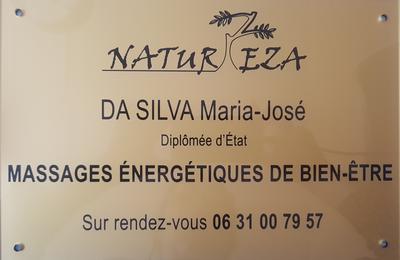 NATUREZA
DA SILVA Maria-José
Diplômée d'État
MASSAGES ÉNERGÉTIQUES DE BIEN-ÊTRE
Sur rendez-vous 06 31 00 79 57